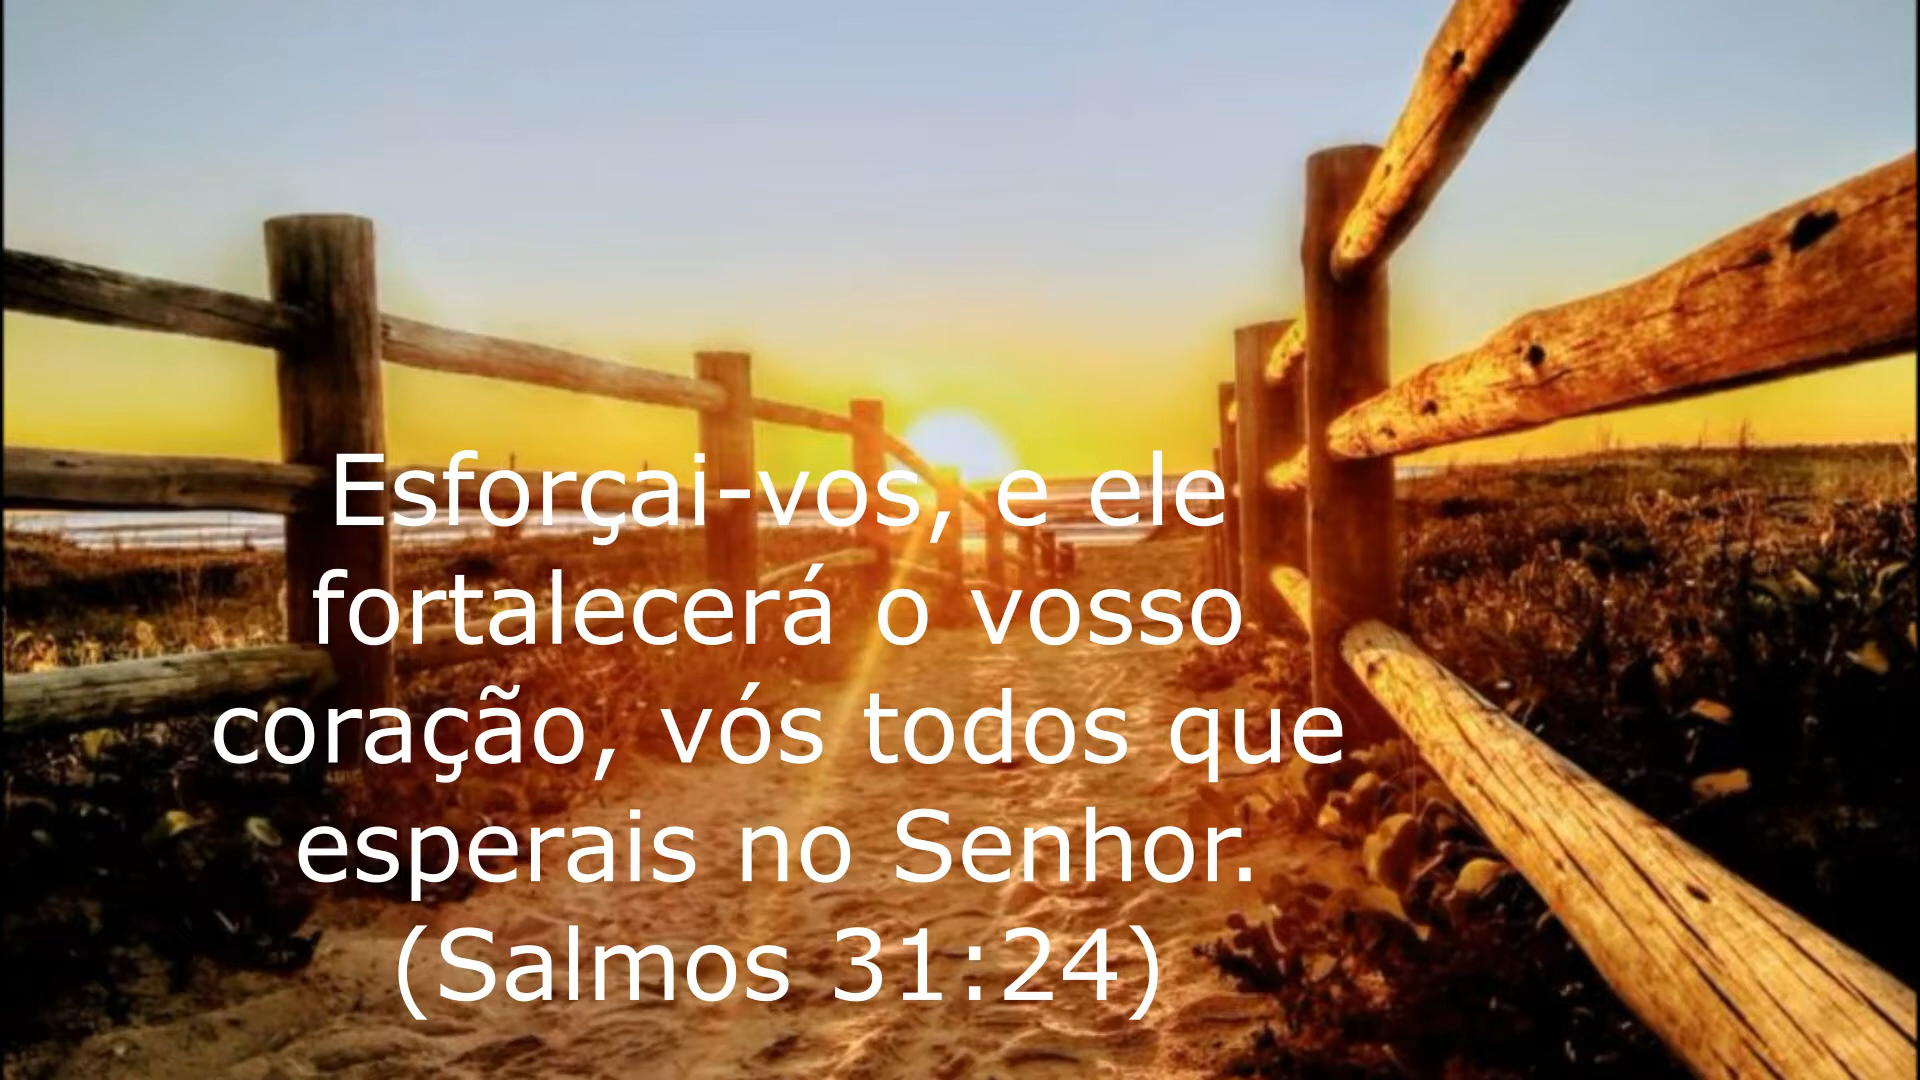 Esforçai-vos, e ele
fortalecerá o vosso
coração, vós todos que
esperais no Senhor.
(Salmos 31:24)